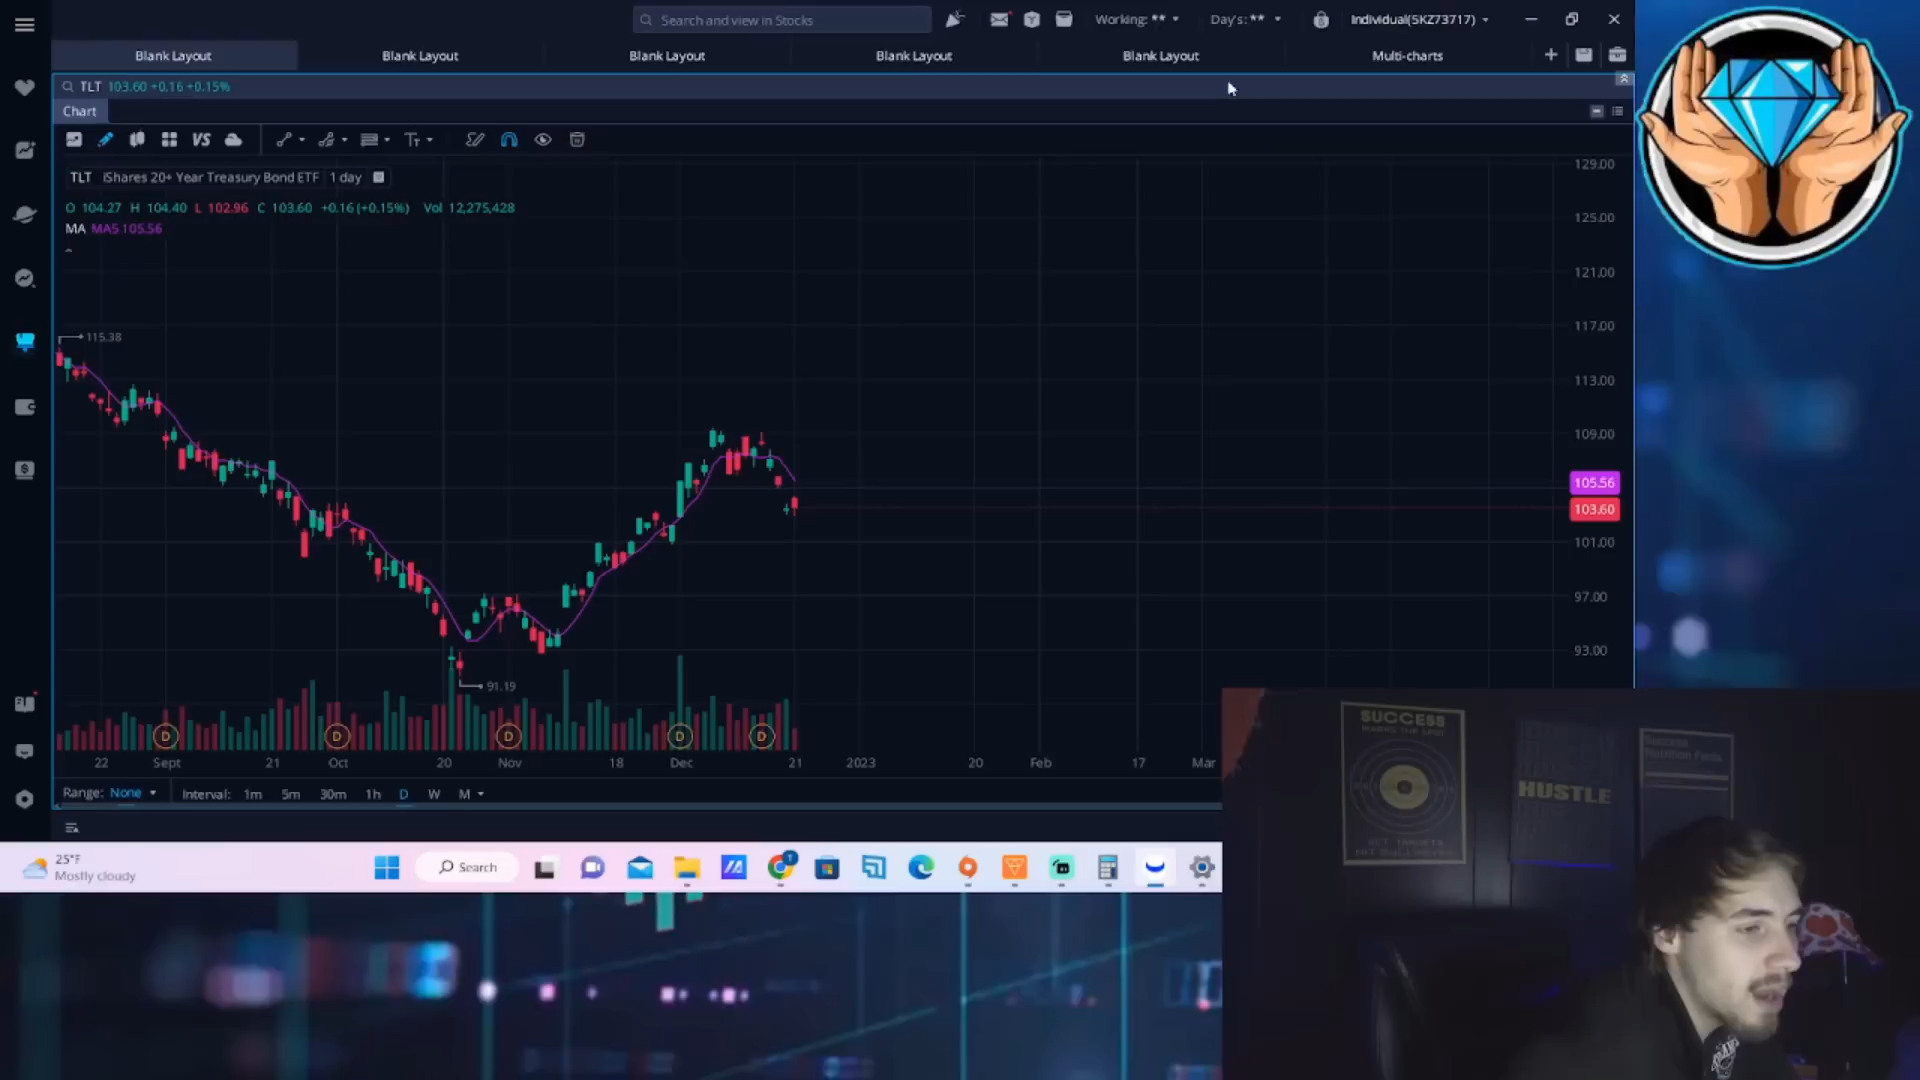 Search and view in Stocks
Working: **
Day's: **
Individual(5KZ73717)
Blank Layout
Blank Layout
Blank Layout
Blank Layout
Blank Layout
Multi-charts
TLT 103.60 +0.16 +0.15%
Chart
VS
TLT iShares 20+ Year Treasury Bond ETF 1 day
O 104.27 H 104.40 L 102.96 C 103.60 +0.16 (+0.15%) Vol 12,275,428
MA MA5 105.56
129.00
125.00
121.00
117.00
113.00
109.00
105.56
103.60
101.00
97.00
93.00
115.38
91.19
D
D
D
D
D
22
Sept
21
Oct
20
Nov
18
Dec
21
2023
20
Feb
17
Mar
Range: None
Interval: 1m 5m 30m 1h D W M
25°F
Mostly cloudy
Search
SUCCESS
HUSTLE
Success
Nutrition Facts